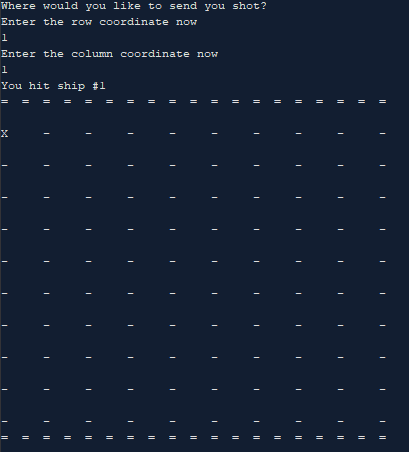 Where would you like to send you shot?
Enter the row coordinate now
1
Enter the column coordinate now
1
You hit ship #1
= = = = = = = = = = = = = = = = = = =
X - - - - - - - - -
- - - - - - - - - -
- - - - - - - - - -
- - - - - - - - - -
- - - - - - - - - -
- - - - - - - - - -
- - - - - - - - - -
- - - - - - - - - -
- - - - - - - - - -
- - - - - - - - - -
= = = = = = = = = = = = = = = = = = =